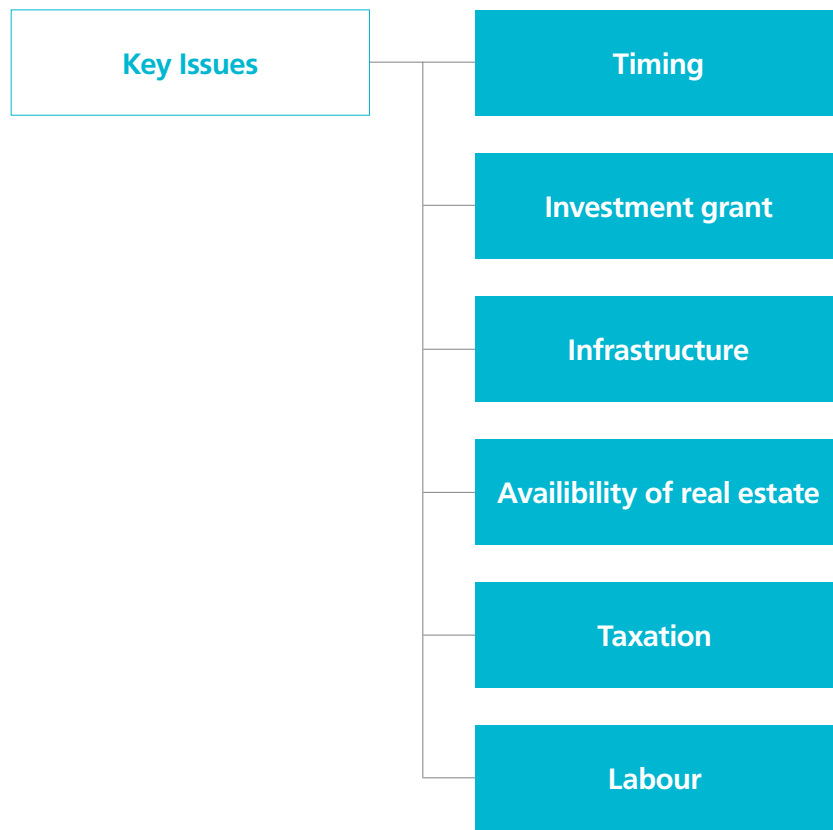 Key Issues
Timing
Investment grant
Infrastructure
Availibility of real estate
Taxation
Labour